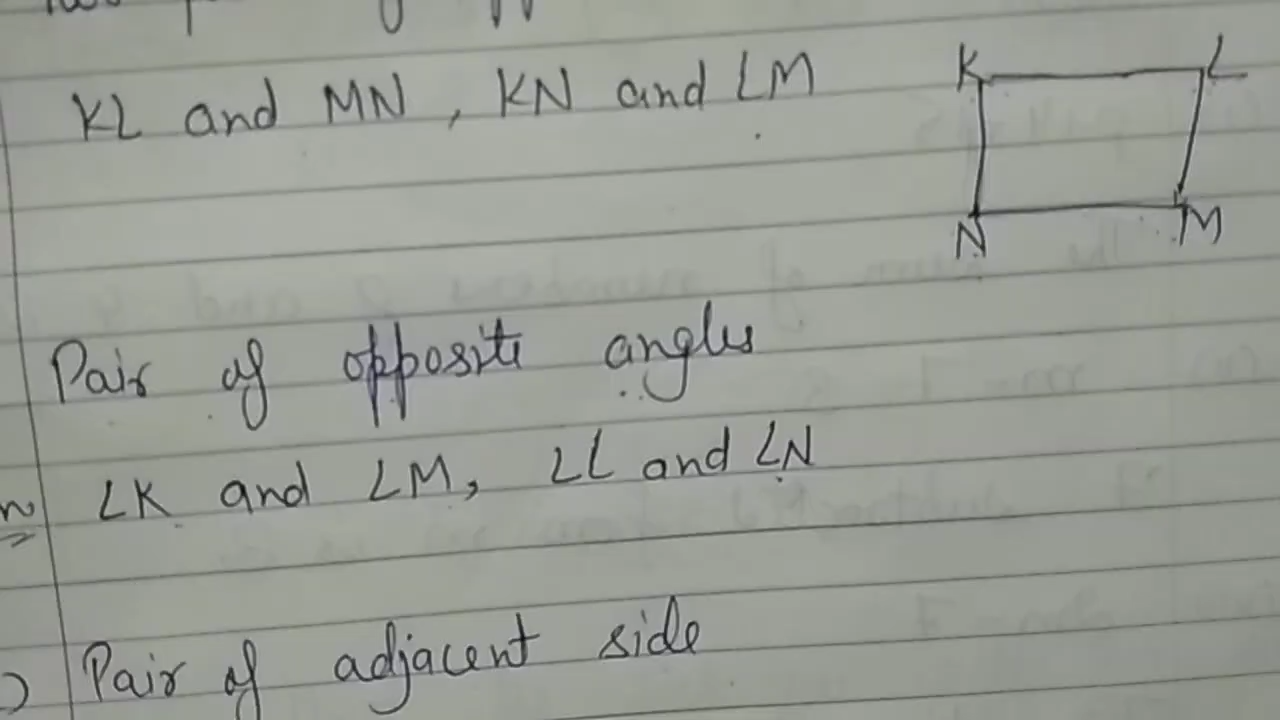 KL and MN, KN and LM
K L
N M
Pair of opposite angles
∠K and ∠M, ∠L and ∠N
Pair of adjacent side